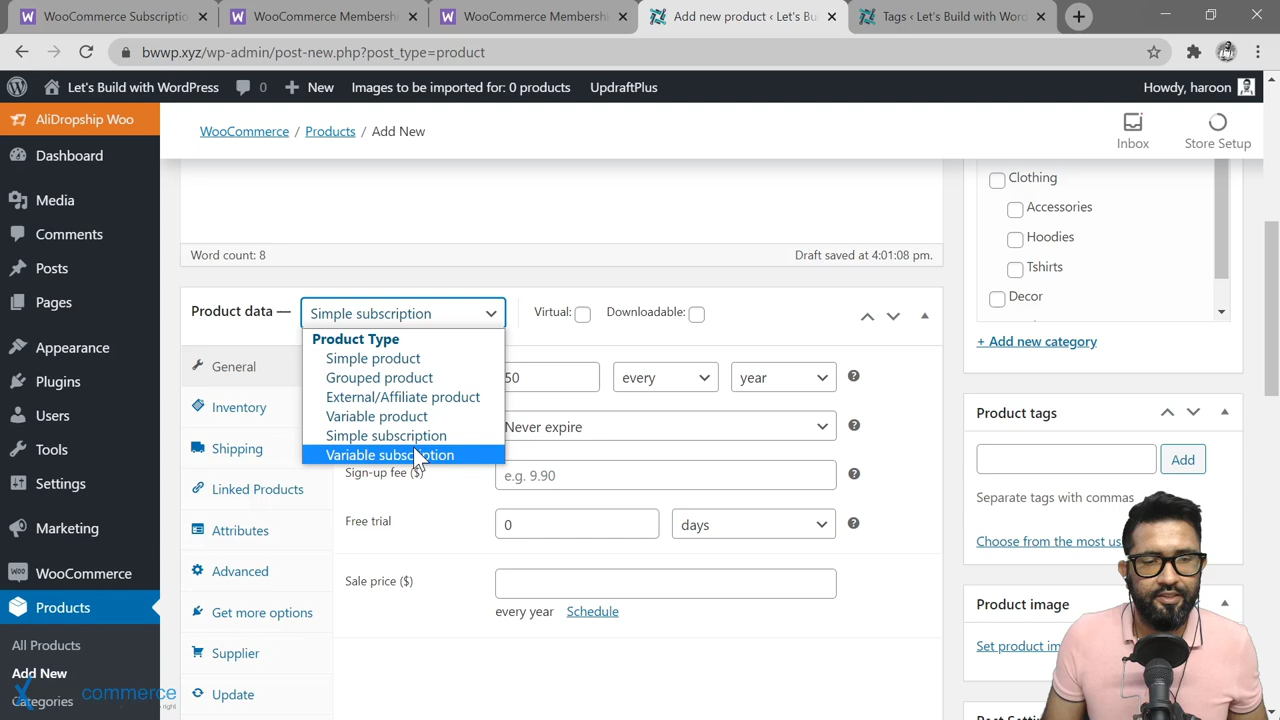 WooCommerce Subscriptio
WooCommerce Membershi
WooCommerce Membershi
Add new product ‹ Let's Bu
Tags ‹ Let's Build with Word
bwwp.xyz/wp-admin/post-new.php?post_type=product
Let's Build with WordPress
0
New
Images to be imported for: 0 products
UpdraftPlus
Howdy, haroon
AliDropship Woo
Dashboard
Media
Comments
Posts
Pages
Appearance
Plugins
Users
Tools
Settings
Marketing
WooCommerce
Products
All Products
Add New
Categories
commerce
WooCommerce / Products / Add New
Inbox
Store Setup
Word count: 8
Draft saved at 4:01:08 pm.
Product data —
Simple subscription
Virtual:
Downloadable:
Product Type
Simple product
Grouped product
External/Affiliate product
Variable product
Simple subscription
Variable subscription
General
Inventory
Shipping
Linked Products
Attributes
Advanced
Get more options
Supplier
Update
50
every
year
Never expire
Sign-up fee ($)
e.g. 9.90
Free trial
0
days
Sale price ($)
every year Schedule
Clothing
Accessories
Hoodies
Tshirts
Decor
+ Add new category
Product tags
Add
Separate tags with commas
Choose from the most us
Product image
Set product im